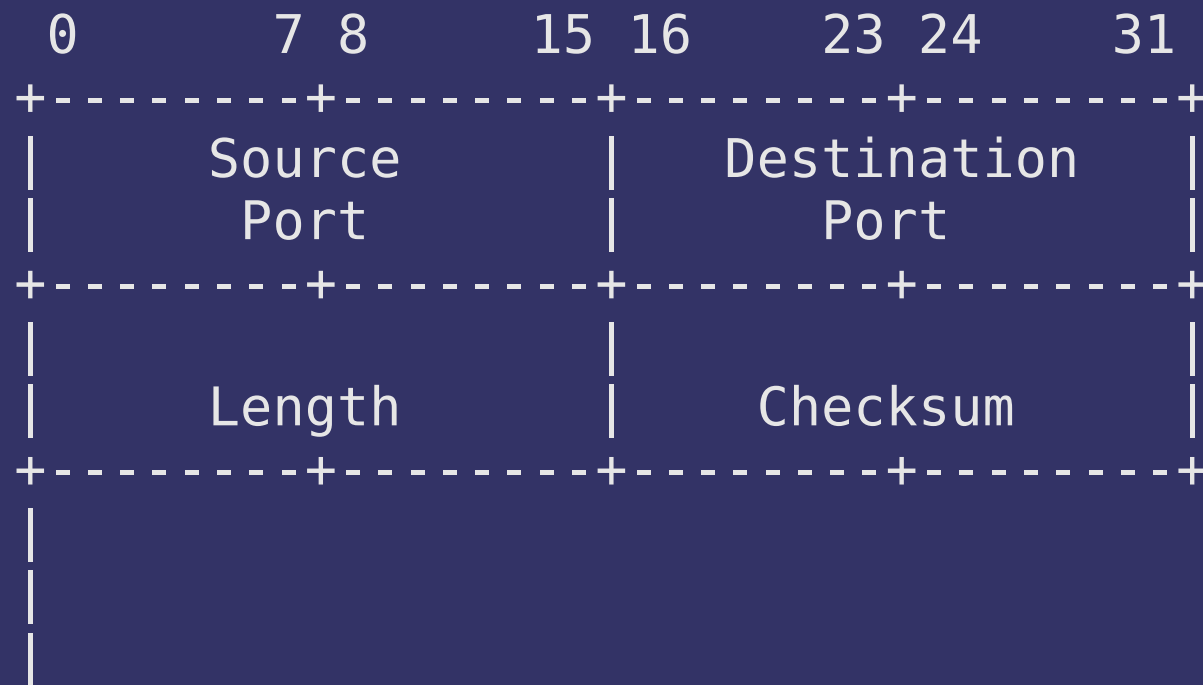 0      7 8     15 16    23 24    31
+--------+--------+--------+--------+
|     Source      |   Destination   |
|      Port       |      Port       |
+--------+--------+--------+--------+
|                 |                 |
|     Length      |    Checksum     |
+--------+--------+--------+--------+
|
|
|